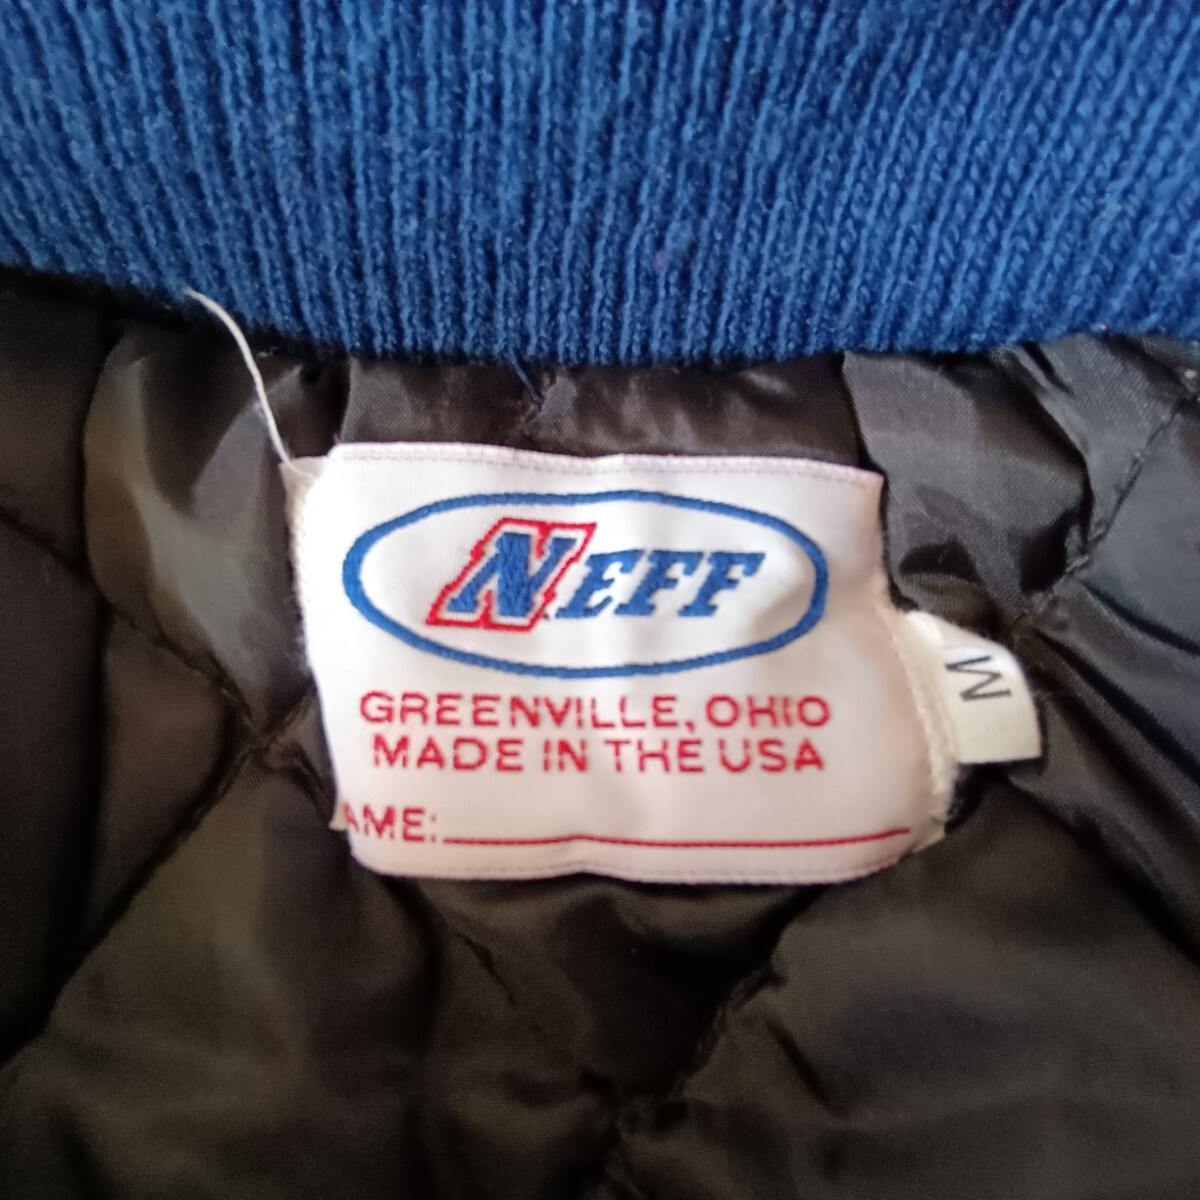 NEFF
GREENVILLE, OHIO
MADE IN THE USA
AME:
M